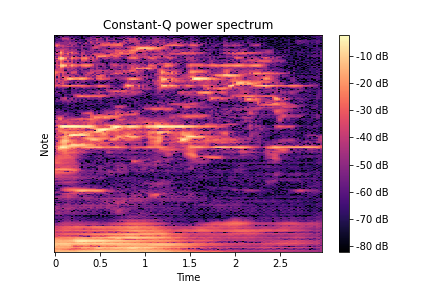 Constant-Q power spectrum
Note
-10 dB
-20 dB
-30 dB
-40 dB
-50 dB
-60 dB
-70 dB
-80 dB
0 0.5 1 1.5 2 2.5
Time